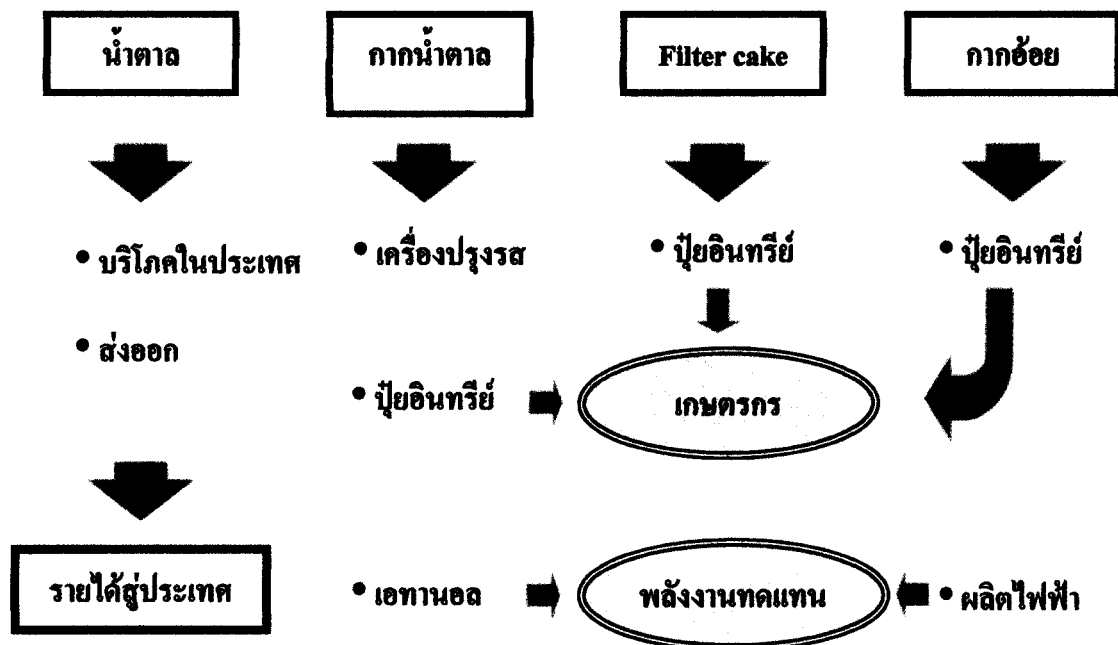 น้ำตาล
กากน้ำตาล
Filter cake
กากอ้อย
• บริโภคในประเทศ
• เครื่องปรุงรส
• ปุ๋ยอินทรีย์
• ปุ๋ยอินทรีย์
• ส่งออก
• ปุ๋ยอินทรีย์
เกษตรกร
รายได้สู่ประเทศ
• เอทานอล
พลังงานทดแทน
• ผลิตไฟฟ้า